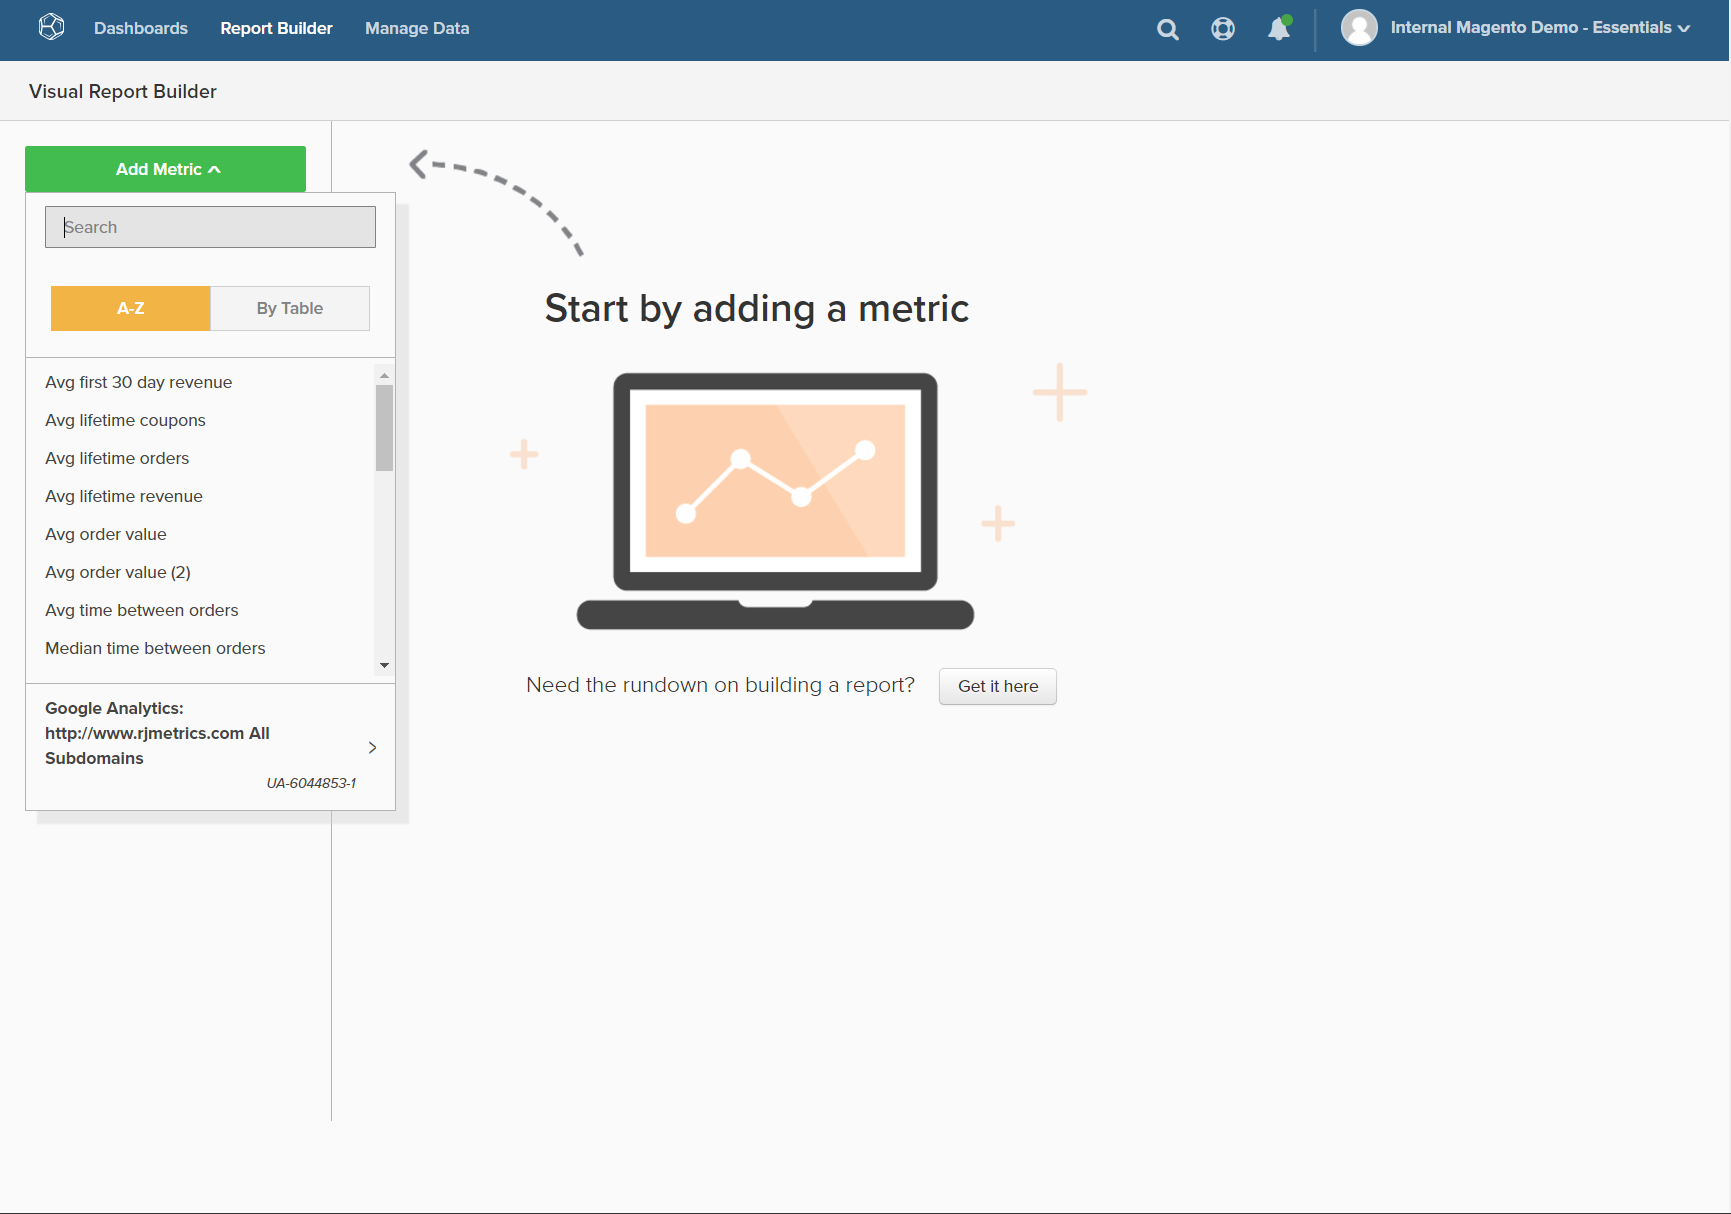 Dashboards
Report Builder
Manage Data
Internal Magento Demo - Essentials
Visual Report Builder
Add Metric
Search
A-Z
By Table
Avg first 30 day revenue
Avg lifetime coupons
Avg lifetime orders
Avg lifetime revenue
Avg order value
Avg order value (2)
Avg time between orders
Median time between orders
Google Analytics:
http://www.rjmetrics.com All
Subdomains
UA-6044853-1
Start by adding a metric
Need the rundown on building a report?
Get it here